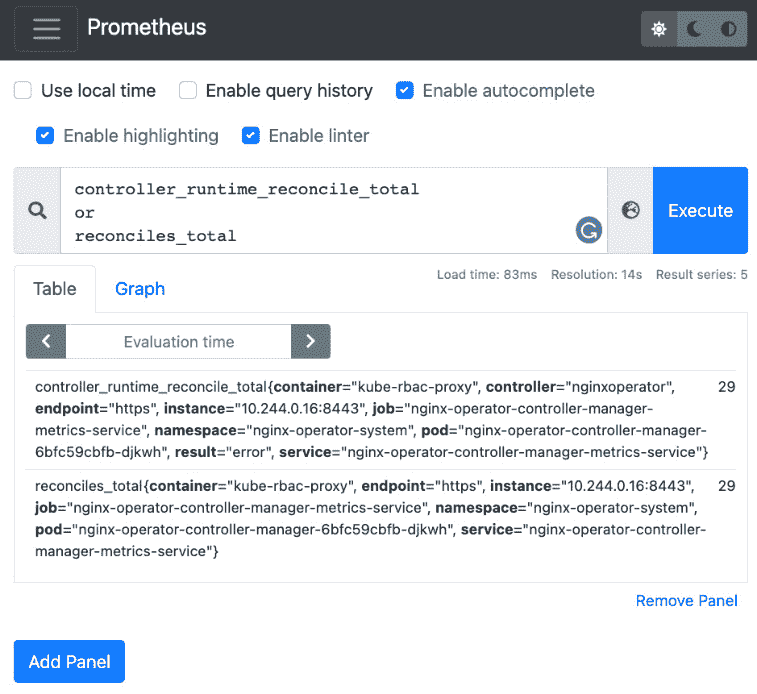 Prometheus
Use local time Enable query history Enable autocomplete
Enable highlighting Enable linter
controller_runtime_reconcile_total
or
reconciles_total
G
Execute
Load time: 83ms Resolution: 14s Result series: 5
Table Graph
Evaluation time
controller_runtime_reconcile_total{container="kube-rbac-proxy", controller="nginxoperator", 29
endpoint="https", instance="10.244.0.16:8443", job="nginx-operator-controller-manager-
metrics-service", namespace="nginx-operator-system", pod="nginx-operator-controller-manager-
6bfc59cbfb-djkwh", result="error", service="nginx-operator-controller-manager-metrics-service"}
reconciles_total{container="kube-rbac-proxy", endpoint="https", instance="10.244.0.16:8443", 29
job="nginx-operator-controller-manager-metrics-service", namespace="nginx-operator-system",
pod="nginx-operator-controller-manager-6bfc59cbfb-djkwh", service="nginx-operator-controller-
manager-metrics-service"}
Remove Panel
Add Panel